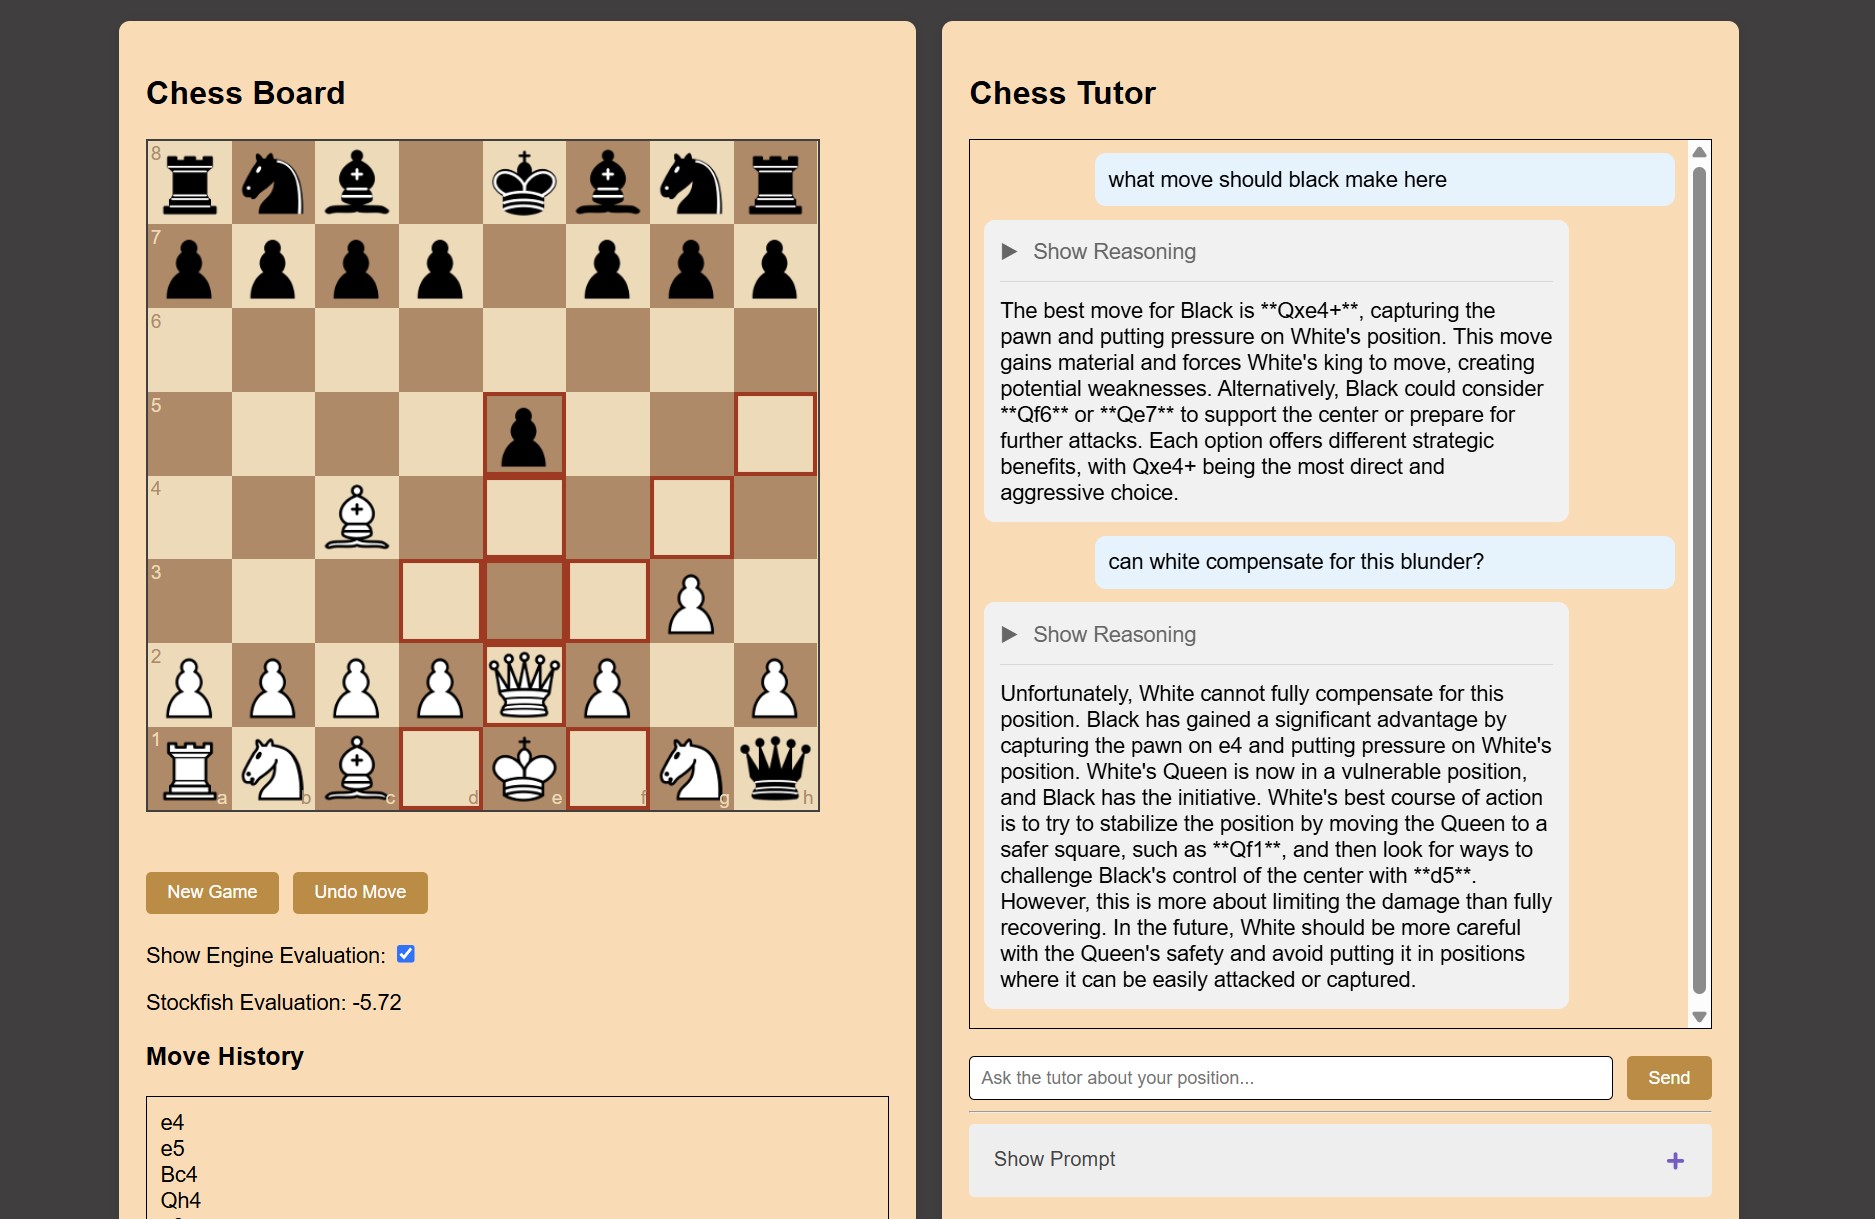 Chess Board
8
7
6
5
4
3
2
1
a b c d e f g h
New Game Undo Move
Show Engine Evaluation:
Stockfish Evaluation: -5.72
Move History
e4
e5
Bc4
Qh4
Chess Tutor
what move should black make here
▶ Show Reasoning
The best move for Black is **Qxe4+**, capturing the
pawn and putting pressure on White's position. This move
gains material and forces White's king to move, creating
potential weaknesses. Alternatively, Black could consider
**Qf6** or **Qe7** to support the center or prepare for
further attacks. Each option offers different strategic
benefits, with Qxe4+ being the most direct and
aggressive choice.
can white compensate for this blunder?
▶ Show Reasoning
Unfortunately, White cannot fully compensate for this
position. Black has gained a significant advantage by
capturing the pawn on e4 and putting pressure on White's
position. White's Queen is now in a vulnerable position,
and Black has the initiative. White's best course of action
is to try to stabilize the position by moving the Queen to a
safer square, such as **Qf1**, and then look for ways to
challenge Black's control of the center with **d5**.
However, this is more about limiting the damage than fully
recovering. In the future, White should be more careful
with the Queen's safety and avoid putting it in positions
where it can be easily attacked or captured.
Ask the tutor about your position...
Send
Show Prompt +